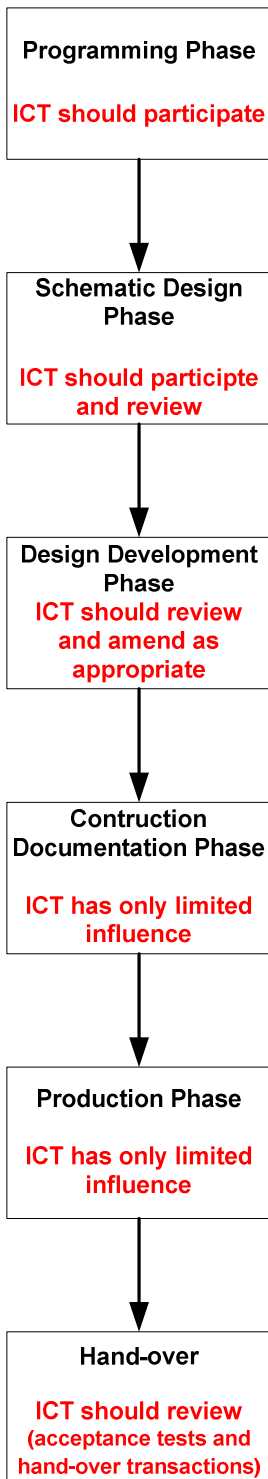 Programming Phase
ICT should participate
Schematic Design
Phase
ICT should participte
and review
Design Development
Phase
ICT should review
and amend as
appropriate
Contruction
Documentation Phase
ICT has only limited
influence
Production Phase
ICT has only limited
influence
Hand-over
ICT should review
(acceptance tests and
hand-over transactions)